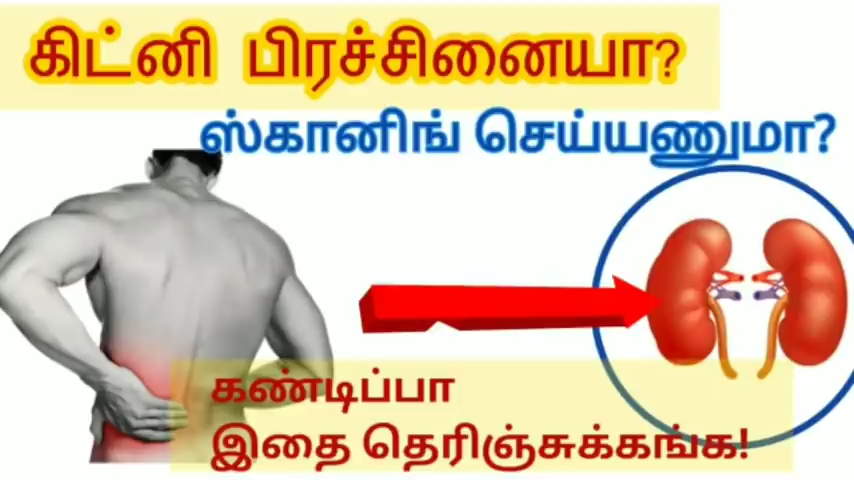 கிட்னி பிரச்சினையா?
ஸ்கானிங் செய்யணுமா?
கண்டிப்பா
இதை தெரிஞ்சுக்கங்க!